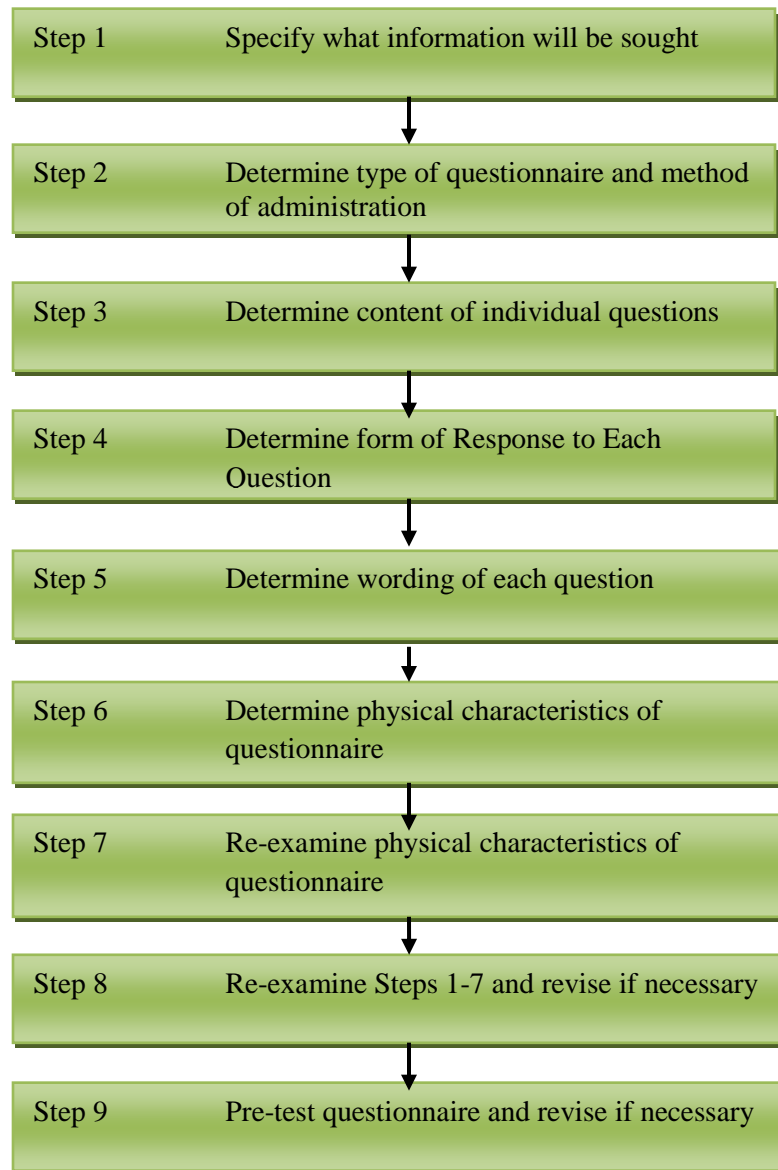 Step 1 Specify what information will be sought
Step 2 Determine type of questionnaire and method
of administration
Step 3 Determine content of individual questions
Step 4 Determine form of Response to Each
Question
Step 5 Determine wording of each question
Step 6 Determine physical characteristics of
questionnaire
Step 7 Re-examine physical characteristics of
questionnaire
Step 8 Re-examine Steps 1-7 and revise if necessary
Step 9 Pre-test questionnaire and revise if necessary